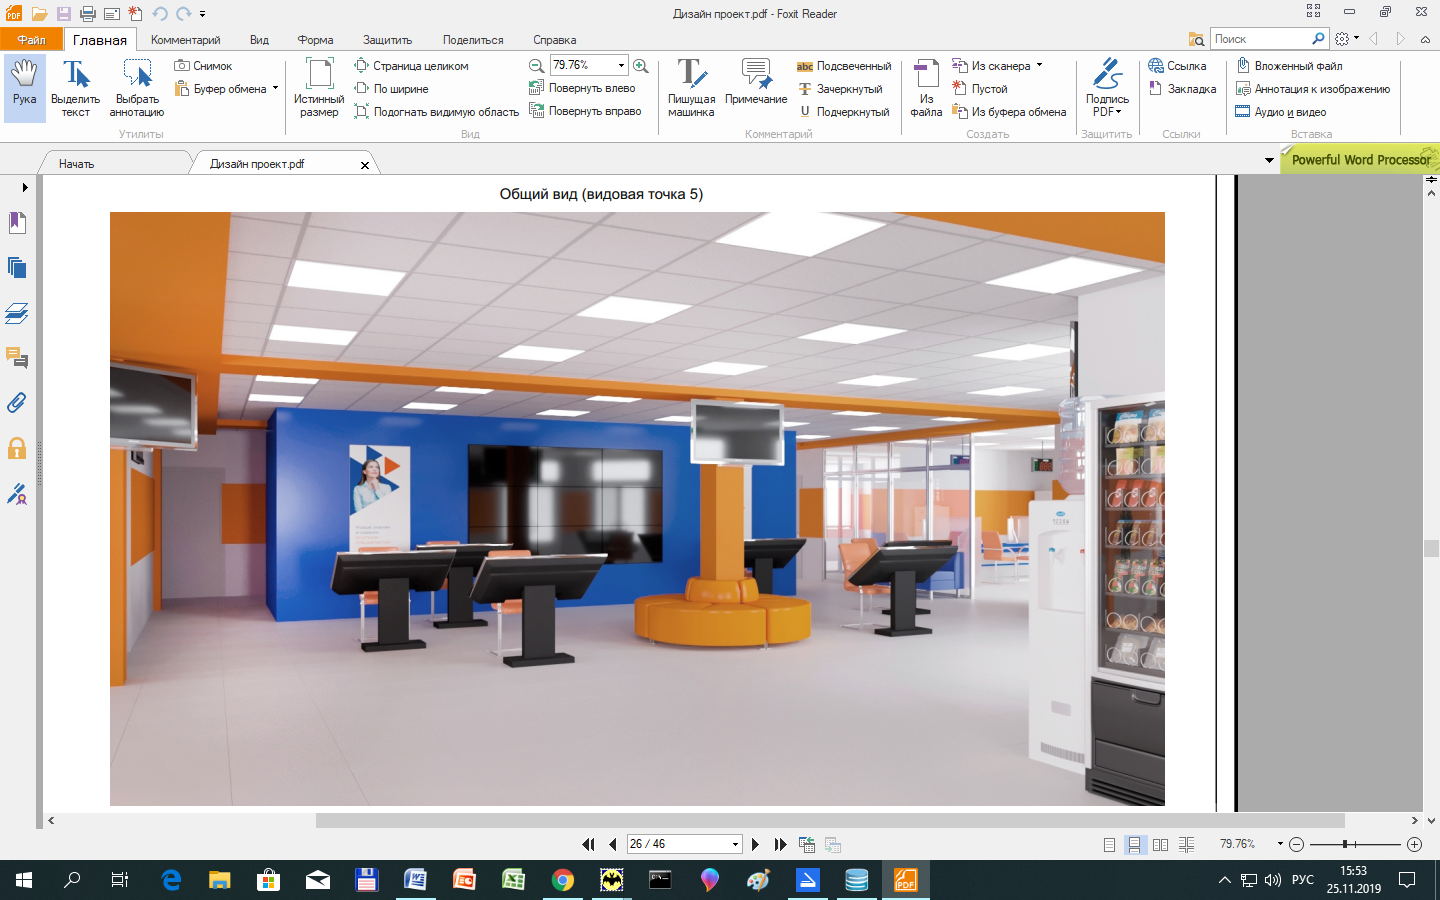 Дизайн проект.pdf - Foxit Reader
Файл
Главная
Комментарий
Вид
Форма
Защитить
Поделиться
Справка
Поиск
Рука
Выделить текст
Выбрать аннотацию
Снимок
Буфер обмена
Утилиты
Истинный размер
Страница целиком
По ширине
Подогнать видимую область
79.76%
Повернуть влево
Повернуть вправо
Вид
Пишущая машинка
Примечание
Подсвеченный
Зачеркнутый
Подчеркнутый
Комментарий
Из файла
Из сканера
Пустой
Из буфера обмена
Создать
Подпись PDF
Защитить
Ссылка
Закладка
Ссылки
Вложенный файл
Аннотация к изображению
Аудио и видео
Вставка
Начать
Дизайн проект.pdf
Powerful Word Processor
Общий вид (видовая точка 5)
26 / 46
79.76%
РУС
15:53
25.11.2019